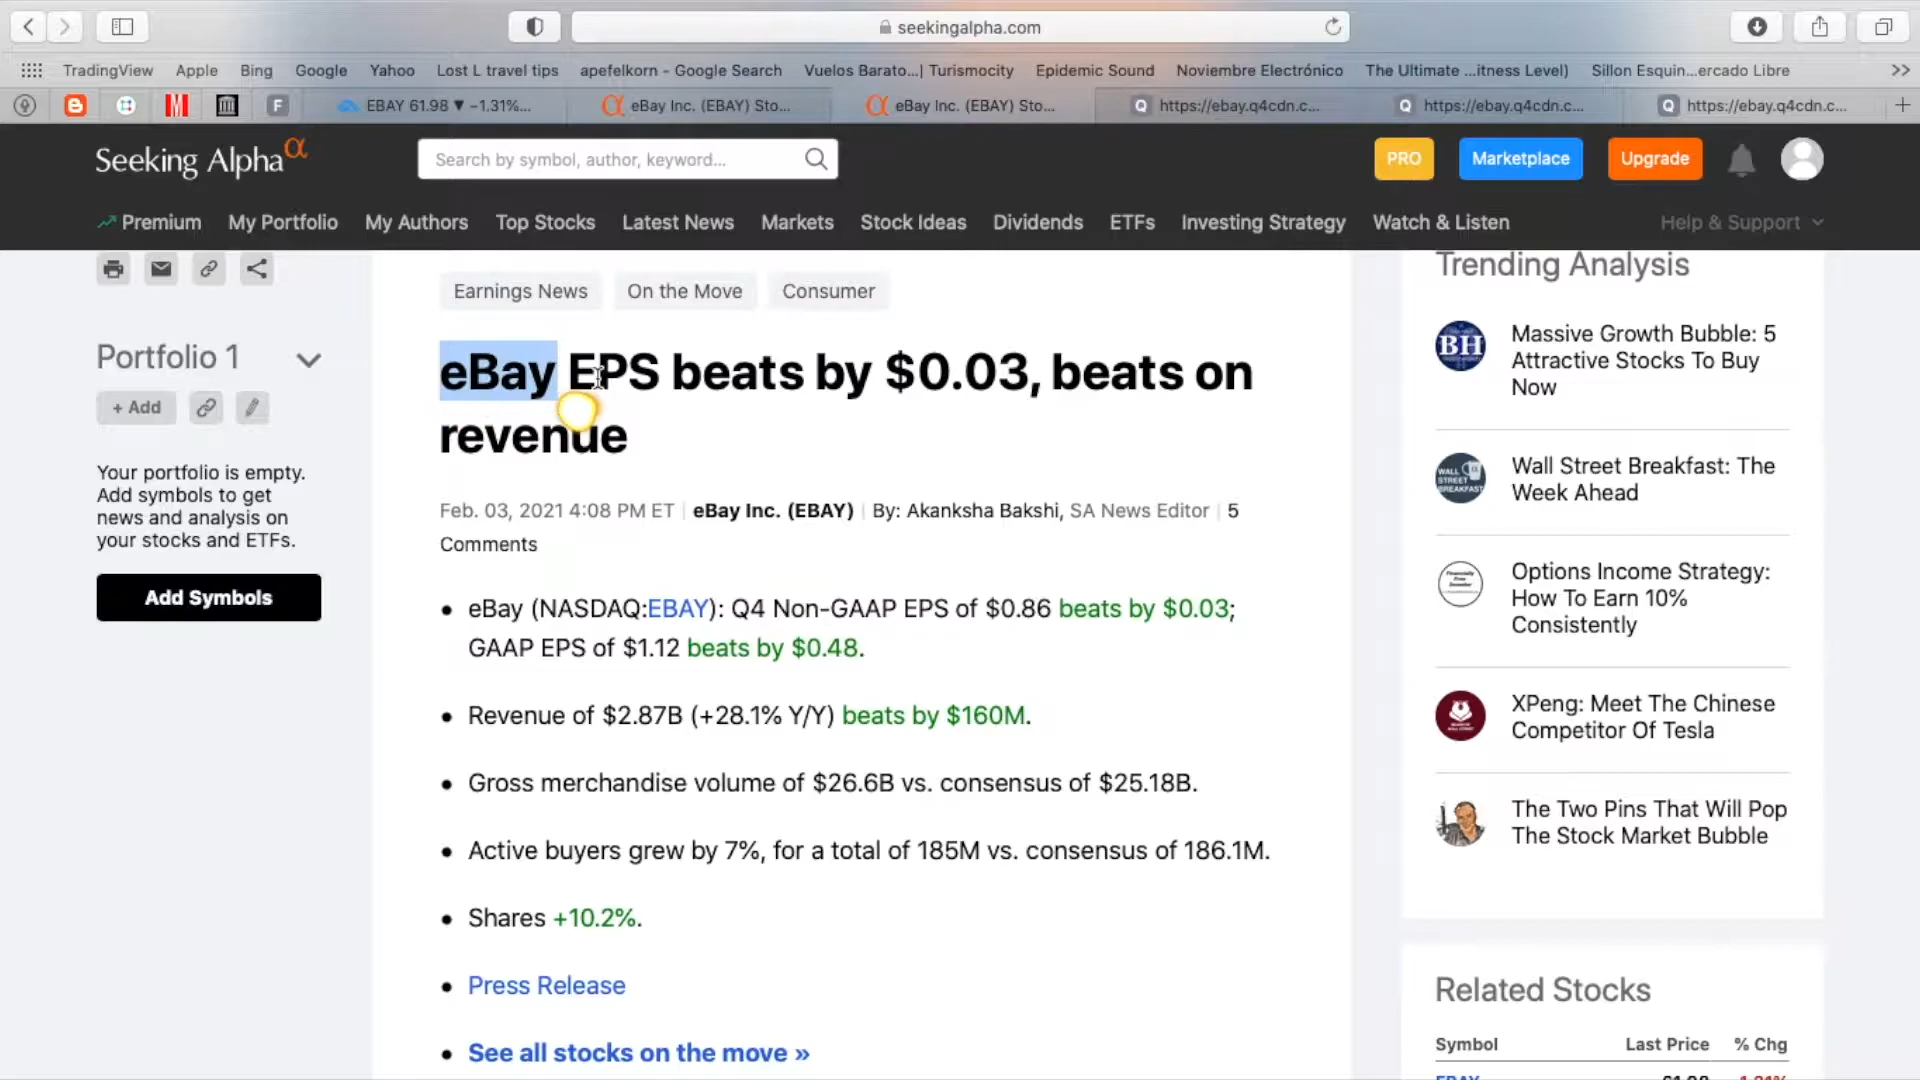 seekingalpha.com
TradingView Apple Bing Google Yahoo Lost L travel tips apefelkorn - Google Search Vuelos Barato...| Turismocity Epidemic Sound Noviembre Electrónico The Ultimate ...itness Level) Sillon Esquin...ercado Libre >>
F EBAY 61.98 ▼ −1.31%... eBay Inc. (EBAY) Sto... eBay Inc. (EBAY) Sto... Q https://ebay.q4cdn.c... Q https://ebay.q4cdn.c... Q https://ebay.q4cdn.c... +
Seeking Alpha α
Search by symbol, author, keyword...
PRO Marketplace Upgrade
Premium My Portfolio My Authors Top Stocks Latest News Markets Stock Ideas Dividends ETFs Investing Strategy Watch & Listen Help & Support
Portfolio 1
+ Add
Your portfolio is empty.
Add symbols to get
news and analysis on
your stocks and ETFs.
Add Symbols
Earnings News On the Move Consumer
eBay EPS beats by $0.03, beats on
revenue
Feb. 03, 2021 4:08 PM ET | eBay Inc. (EBAY) | By: Akanksha Bakshi, SA News Editor | 5
Comments
• eBay (NASDAQ:EBAY): Q4 Non-GAAP EPS of $0.86 beats by $0.03;
GAAP EPS of $1.12 beats by $0.48.
• Revenue of $2.87B (+28.1% Y/Y) beats by $160M.
• Gross merchandise volume of $26.6B vs. consensus of $25.18B.
• Active buyers grew by 7%, for a total of 185M vs. consensus of 186.1M.
• Shares +10.2%.
• Press Release
• See all stocks on the move »
Trending Analysis
BH
Massive Growth Bubble: 5
Attractive Stocks To Buy
Now
WALL STREET BREAKFAST
Wall Street Breakfast: The
Week Ahead
Options Income Strategy:
How To Earn 10%
Consistently
XPeng: Meet The Chinese
Competitor Of Tesla
The Two Pins That Will Pop
The Stock Market Bubble
Related Stocks
Symbol Last Price % Chg